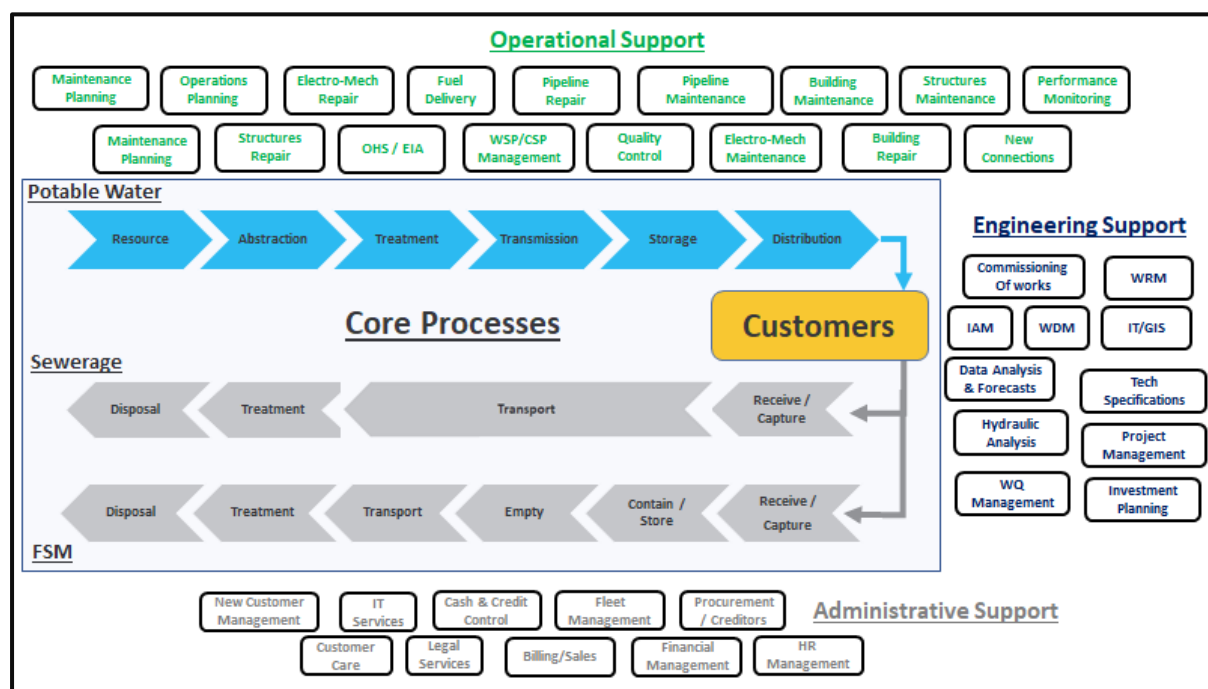 Operational Support
Maintenance
Planning
Operations
Planning
Electro-Mech
Repair
Fuel
Delivery
Pipeline
Repair
Pipeline
Maintenance
Building
Maintenance
Structures
Maintenance
Performance
Monitoring
Maintenance
Planning
Structures
Repair
OHS / EIA
WSP/CSP
Management
Quality
Control
Electro-Mech
Maintenance
Building
Repair
New
Connections
Potable Water
Resource
Abstraction
Treatment
Transmission
Storage
Distribution
Core Processes
Customers
Sewerage
Disposal
Treatment
Transport
Receive /
Capture
Disposal
Treatment
Transport
Empty
Contain /
Store
Receive /
Capture
FSM
Engineering Support
Commissioning
Of works
WRM
IAM
WDM
IT/GIS
Data Analysis
& Forecasts
Tech
Specifications
Hydraulic
Analysis
Project
Management
WQ
Management
Investment
Planning
New Customer
Management
IT
Services
Cash & Credit
Control
Fleet
Management
Procurement
/ Creditors
Administrative Support
Customer
Care
Legal
Services
Billing/Sales
Financial
Management
HR
Management